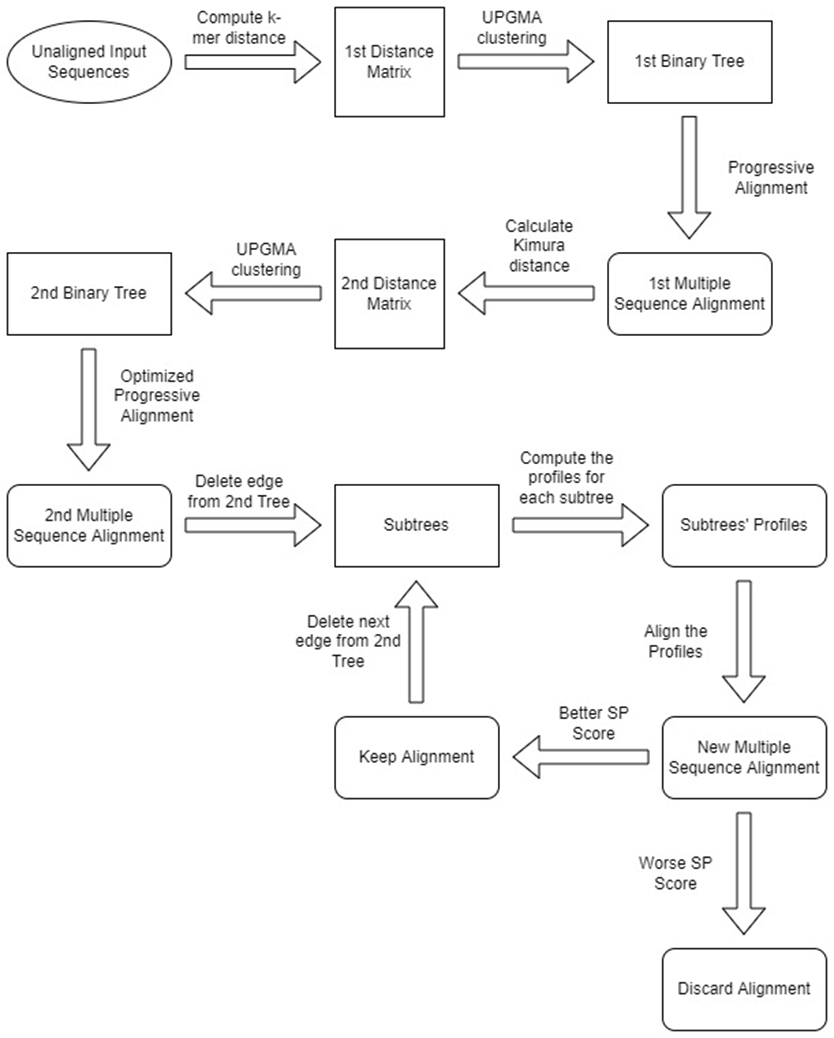 Compute k-
mer distance
UPGMA
clustering
Unaligned Input
Sequences
1st Distance
Matrix
1st Binary Tree
Progressive
Alignment
Calculate
Kimura
distance
UPGMA
clustering
2nd Binary Tree
2nd Distance
Matrix
1st Multiple
Sequence Alignment
Optimized
Progressive
Alignment
Delete edge
from 2nd Tree
Compute the
profiles for
each subtree
2nd Multiple
Sequence Alignment
Subtrees
Subtrees' Profiles
Delete next
edge from 2nd
Tree
Align the
Profiles
Better SP
Score
Keep Alignment
New Multiple
Sequence Alignment
Worse SP
Score
Discard Alignment